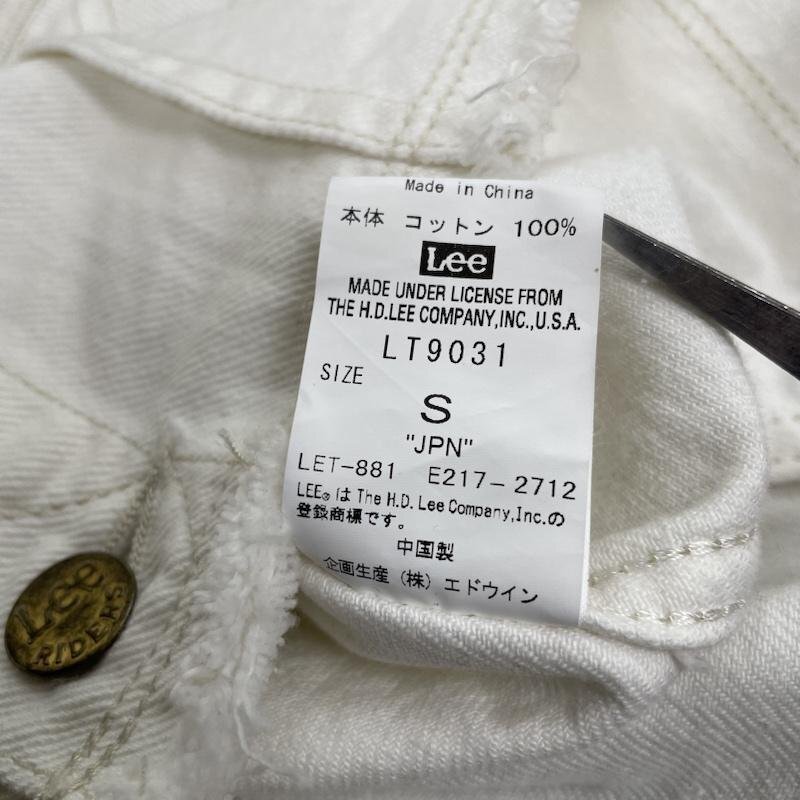 Made in China
本体 コットン 100%
Lee
MADE UNDER LICENSE FROM
THE H.D.LEE COMPANY,INC.,U.S.A.
LT9031
SIZE
S
"JPN"
LET-881 E217-2712
LEE® は The H.D. Lee Company,Inc.の
登録商標です。
中国製
企画生産 (株) エドウイン
Lee
RIDERS